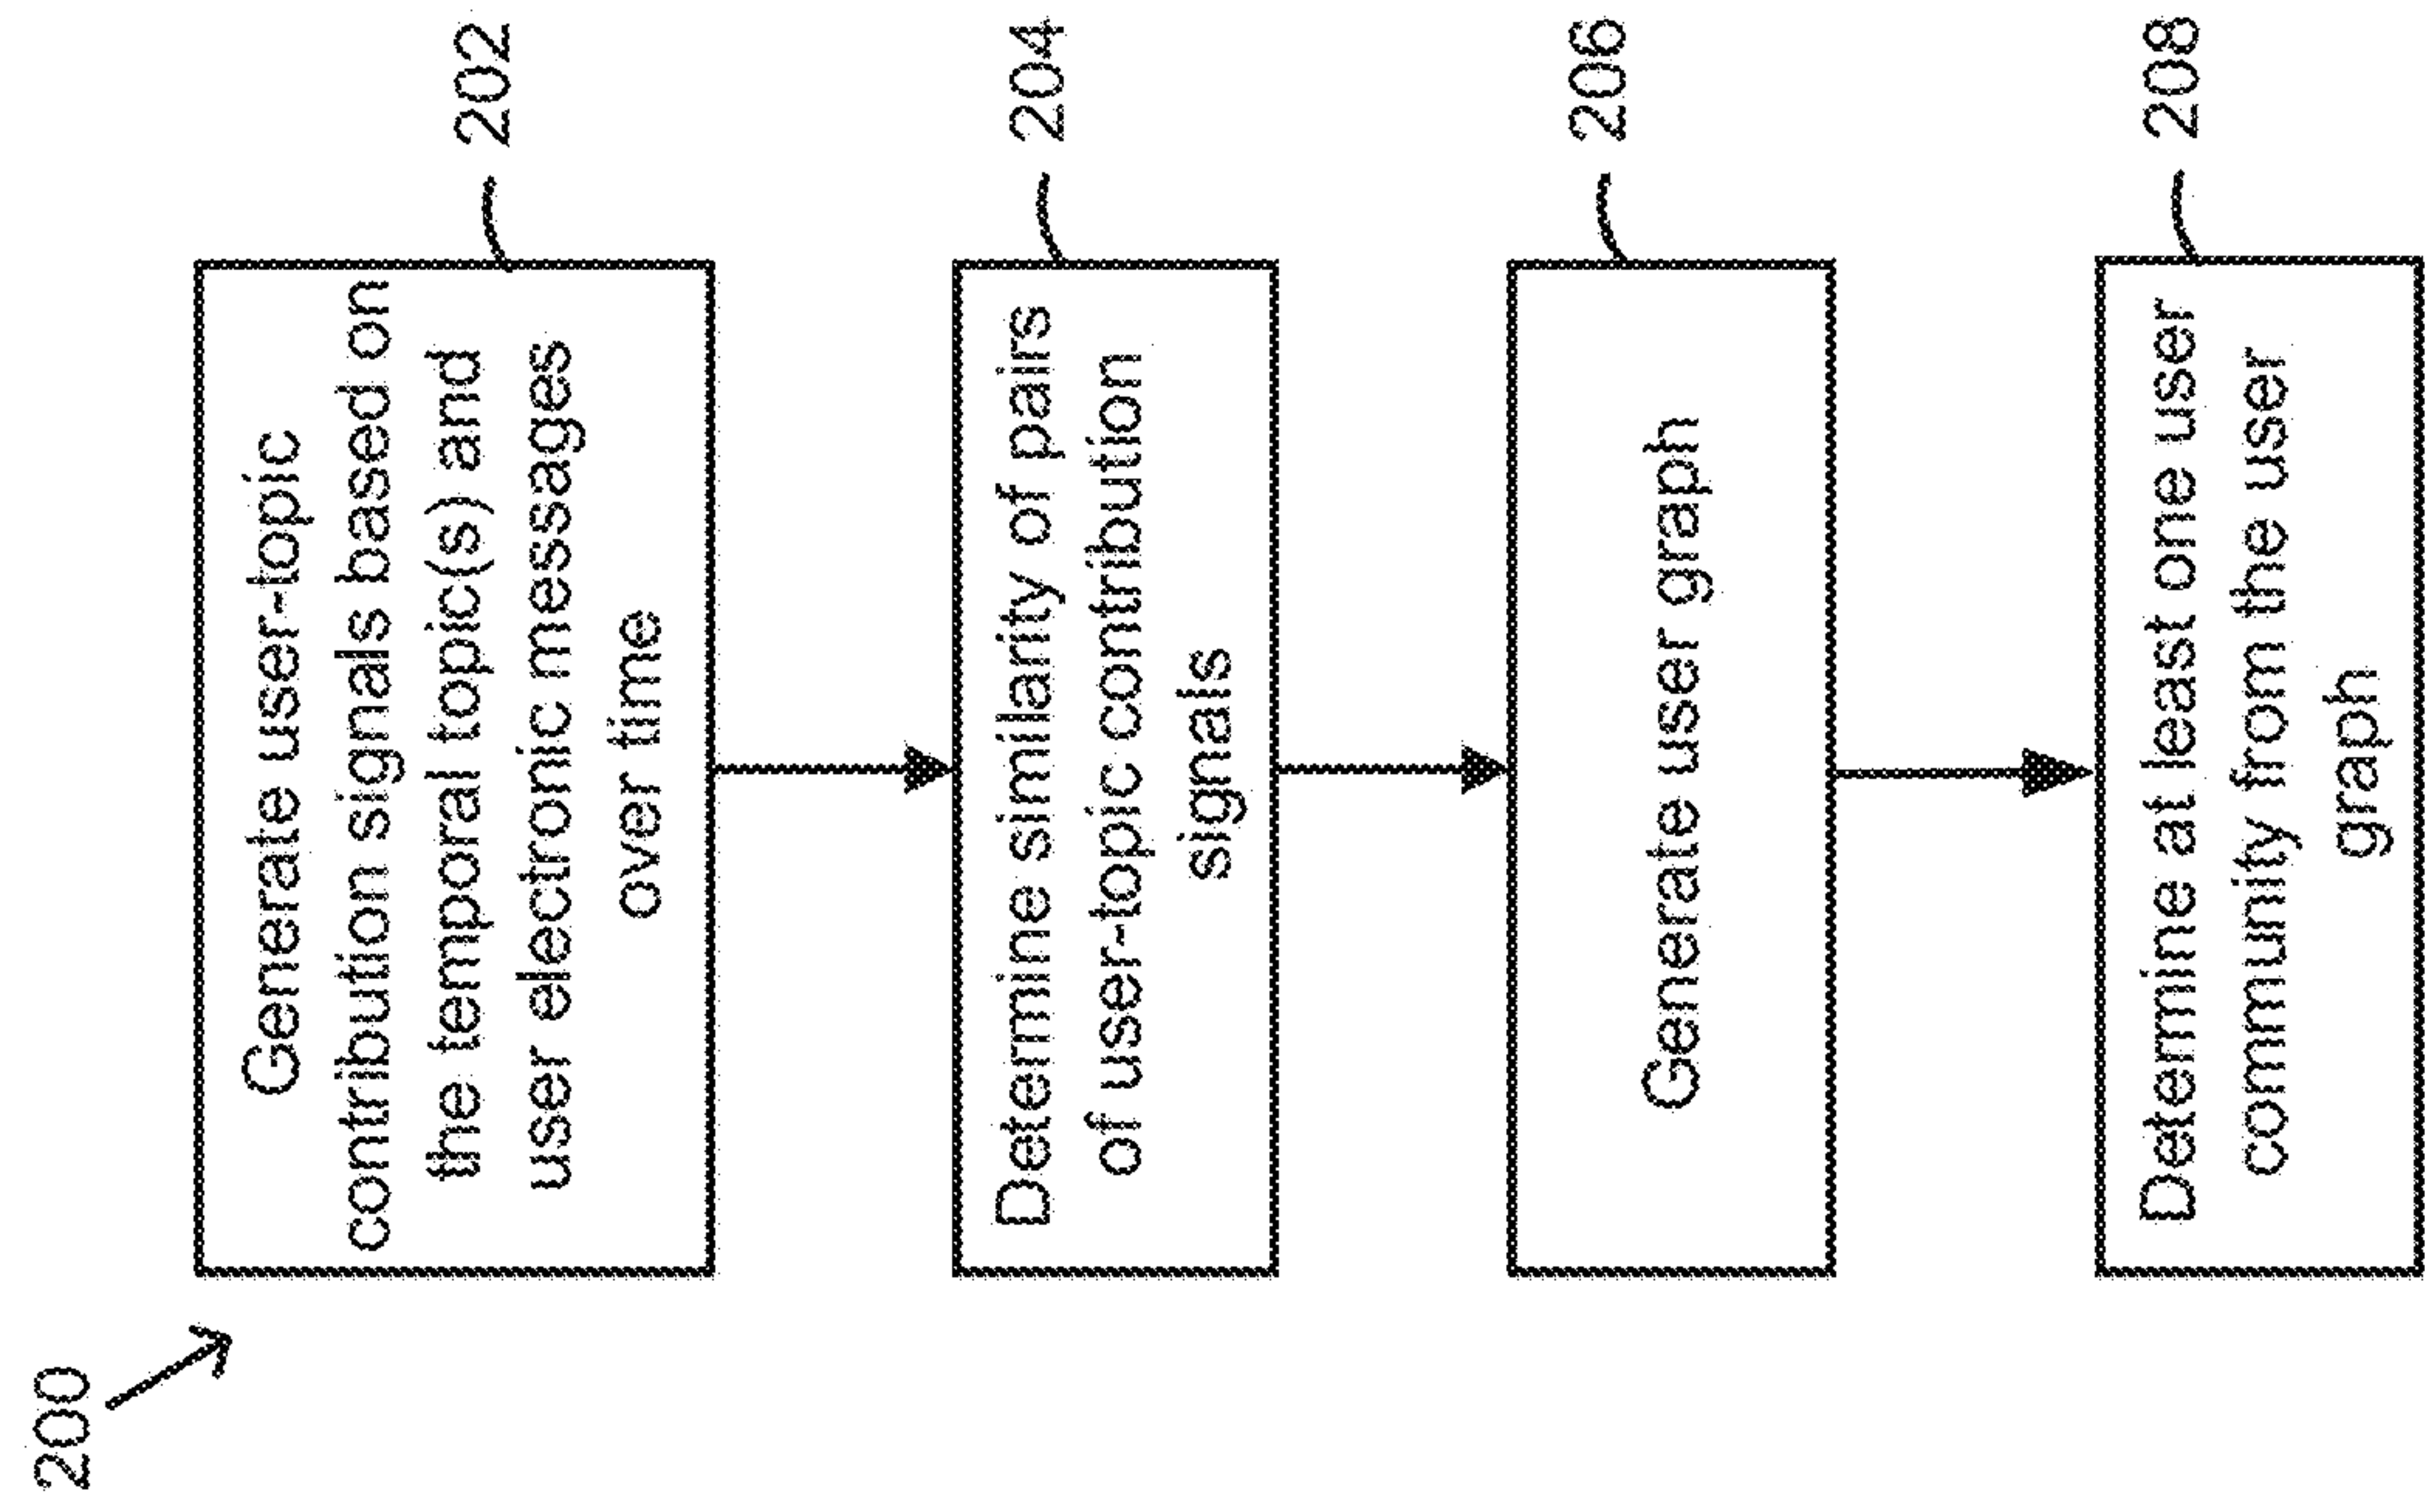 200
Generate user-topic
contribution signals based on
the temporal topic(s) and
user electronic messages
over time
202
Determine similarity of pairs
of user-topic contribution
signals
204
Generate user graph
206
Determine at least one user
community from the user
graph
208